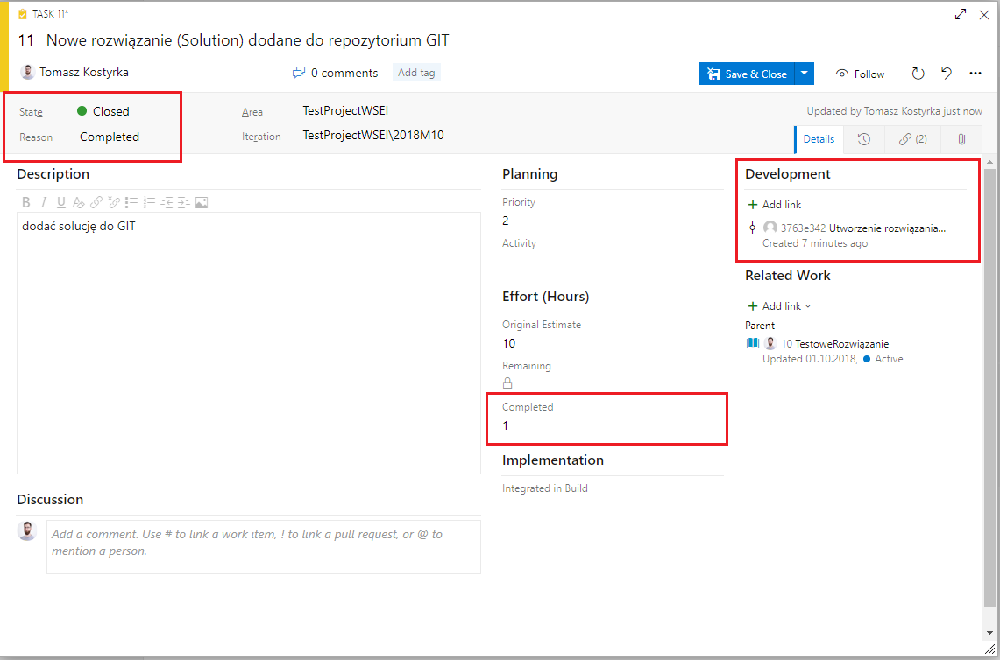 TASK 11*
11 Nowe rozwiązanie (Solution) dodane do repozytorium GIT
Tomasz Kostyrka
0 comments
Add tag
Save & Close
Follow
State Closed
Reason Completed
Area TestProjectWSEI
Iteration TestProjectWSEI\2018M10
Updated by Tomasz Kostyrka just now
Details
(2)
Description
B I U
dodać solucję do GIT
Discussion
Add a comment. Use # to link a work item, ! to link a pull request, or @ to
mention a person.
Planning
Priority
2
Activity
Effort (Hours)
Original Estimate
10
Remaining
Completed
1
Implementation
Integrated in Build
Development
+ Add link
3763e342 Utworzenie rozwiązania...
Created 7 minutes ago
Related Work
+ Add link
Parent
10 TestoweRozwiązanie
Updated 01.10.2018, Active